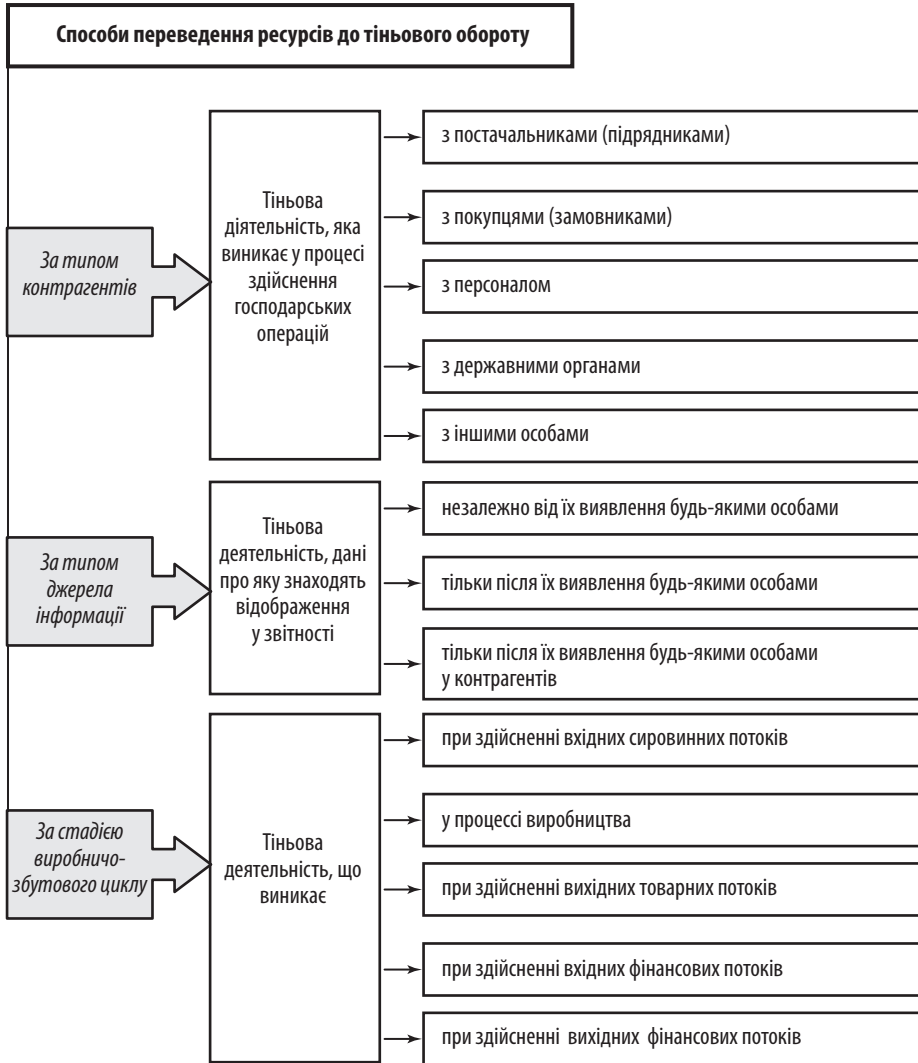 Способи переведення ресурсів до тіньового обороту
За типом
контрагентів
Тіньова
діятельність, яка
виникає у процесі
здійснення
господарських
операцій
з постачальниками (підрядниками)
з покупцями (замовниками)
з персоналом
з державними органами
з іншими особами
За типом
джерела
інформації
Тіньова
деятельність, дані
про яку знаходять
відображення
у звітності
незалежно від їх виявлення будь-якими особами
тільки після їх виявлення будь-якими особами
тільки після їх виявлення будь-якими особами
у контрагентів
За стадією
виробничо-
збутового циклу
Тіньова
деятельність, що
виникає
при здійсненні вхідних сировинних потоків
у процессі виробництва
при здійсненні вихідних товарних потоків
при здійсненні вхідних фінансових потоків
при здійсненні вихідних фінансових потоків